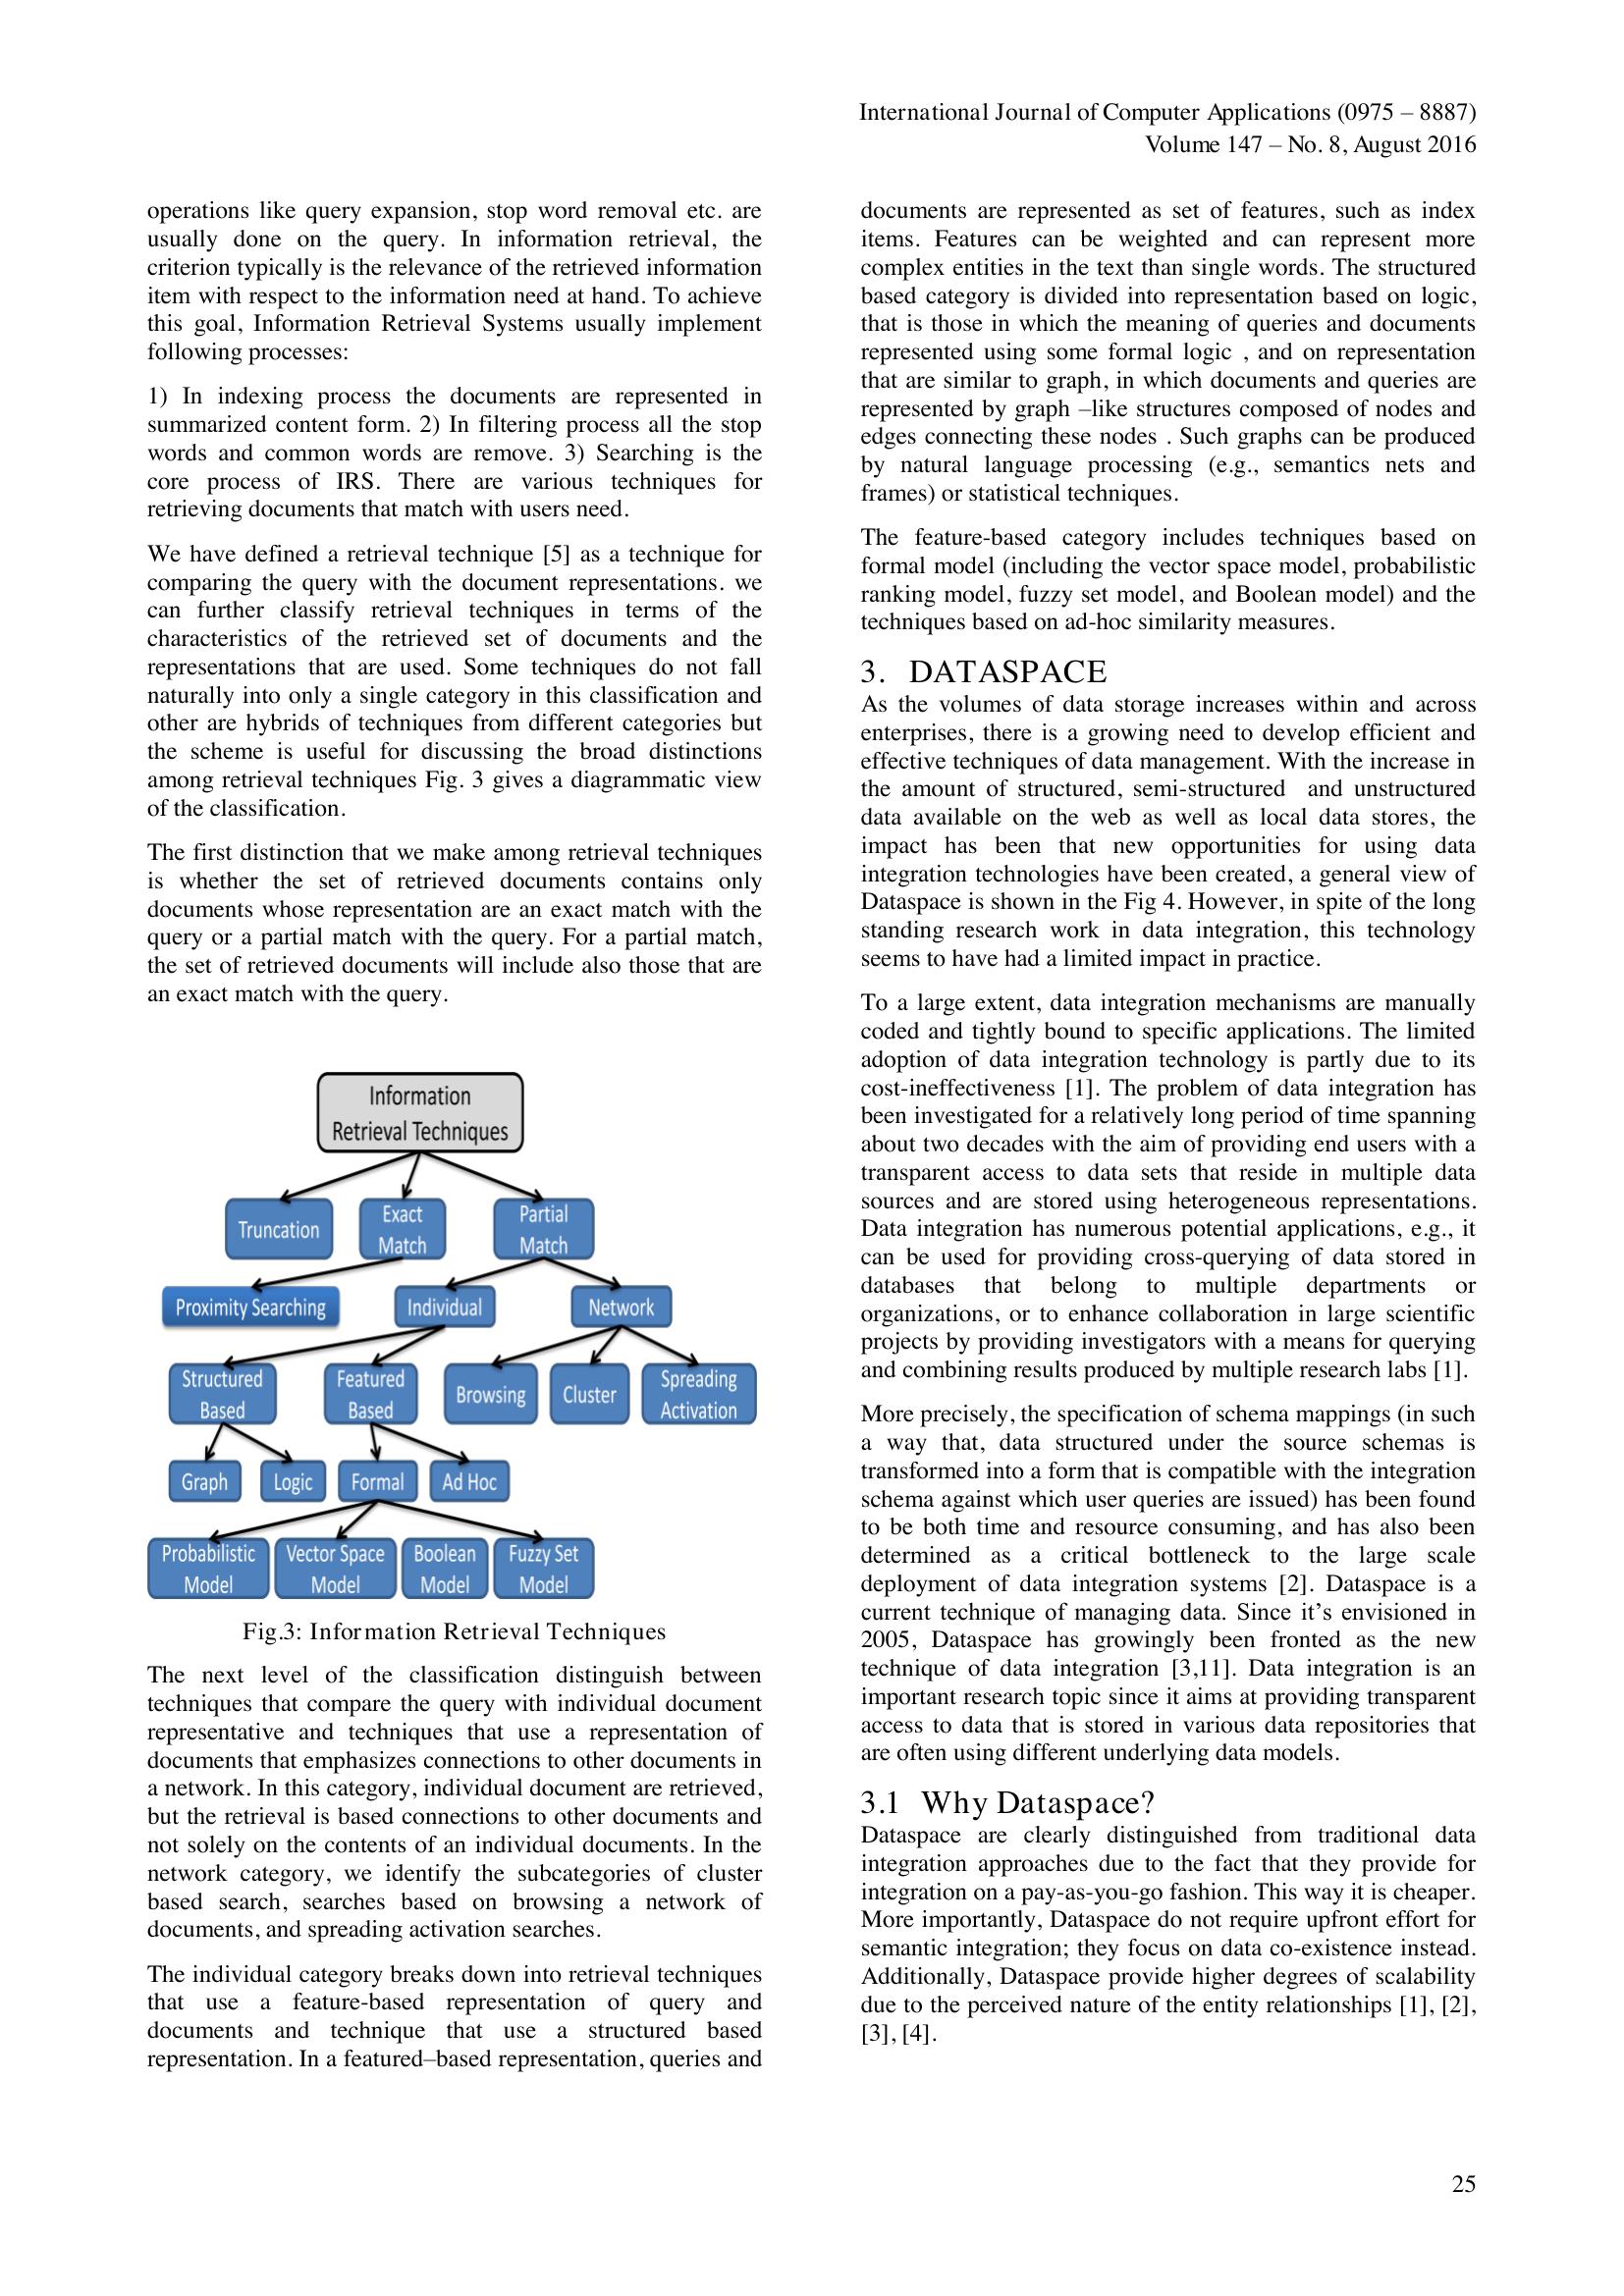 International Journal of Computer Applications (0975 – 8887)
Volume 147 – No. 8, August 2016
operations like query expansion, stop word removal etc. are
usually done on the query. In information retrieval, the
criterion typically is the relevance of the retrieved information
item with respect to the information need at hand. To achieve
this goal, Information Retrieval Systems usually implement
following processes:
1) In indexing process the documents are represented in
summarized content form. 2) In filtering process all the stop
words and common words are remove. 3) Searching is the
core process of IRS. There are various techniques for
retrieving documents that match with users need.
We have defined a retrieval technique [5] as a technique for
comparing the query with the document representations. we
can further classify retrieval techniques in terms of the
characteristics of the retrieved set of documents and the
representations that are used. Some techniques do not fall
naturally into only a single category in this classification and
other are hybrids of techniques from different categories but
the scheme is useful for discussing the broad distinctions
among retrieval techniques Fig. 3 gives a diagrammatic view
of the classification.
The first distinction that we make among retrieval techniques
is whether the set of retrieved documents contains only
documents whose representation are an exact match with the
query or a partial match with the query. For a partial match,
the set of retrieved documents will include also those that are
an exact match with the query.
Information
Retrieval Techniques
Truncation
Exact
Match
Partial
Match
Proximity Searching
Individual
Network
Structured
Based
Featured
Based
Browsing
Cluster
Spreading
Activation
Graph
Logic
Formal
Ad Hoc
Probabilistic
Model
Vector Space
Model
Boolean
Model
Fuzzy Set
Model
Fig.3: Information Retrieval Techniques
The next level of the classification distinguish between
techniques that compare the query with individual document
representative and techniques that use a representation of
documents that emphasizes connections to other documents in
a network. In this category, individual document are retrieved,
but the retrieval is based connections to other documents and
not solely on the contents of an individual documents. In the
network category, we identify the subcategories of cluster
based search, searches based on browsing a network of
documents, and spreading activation searches.
The individual category breaks down into retrieval techniques
that use a feature-based representation of query and
documents and technique that use a structured based
representation. In a featured–based representation, queries and
documents are represented as set of features, such as index
items. Features can be weighted and can represent more
complex entities in the text than single words. The structured
based category is divided into representation based on logic,
that is those in which the meaning of queries and documents
represented using some formal logic , and on representation
that are similar to graph, in which documents and queries are
represented by graph –like structures composed of nodes and
edges connecting these nodes . Such graphs can be produced
by natural language processing (e.g., semantics nets and
frames) or statistical techniques.
The feature-based category includes techniques based on
formal model (including the vector space model, probabilistic
ranking model, fuzzy set model, and Boolean model) and the
techniques based on ad-hoc similarity measures.
3. DATASPACE
As the volumes of data storage increases within and across
enterprises, there is a growing need to develop efficient and
effective techniques of data management. With the increase in
the amount of structured, semi-structured and unstructured
data available on the web as well as local data stores, the
impact has been that new opportunities for using data
integration technologies have been created, a general view of
Dataspace is shown in the Fig 4. However, in spite of the long
standing research work in data integration, this technology
seems to have had a limited impact in practice.
To a large extent, data integration mechanisms are manually
coded and tightly bound to specific applications. The limited
adoption of data integration technology is partly due to its
cost-ineffectiveness [1]. The problem of data integration has
been investigated for a relatively long period of time spanning
about two decades with the aim of providing end users with a
transparent access to data sets that reside in multiple data
sources and are stored using heterogeneous representations.
Data integration has numerous potential applications, e.g., it
can be used for providing cross-querying of data stored in
databases that belong to multiple departments or
organizations, or to enhance collaboration in large scientific
projects by providing investigators with a means for querying
and combining results produced by multiple research labs [1].
More precisely, the specification of schema mappings (in such
a way that, data structured under the source schemas is
transformed into a form that is compatible with the integration
schema against which user queries are issued) has been found
to be both time and resource consuming, and has also been
determined as a critical bottleneck to the large scale
deployment of data integration systems [2]. Dataspace is a
current technique of managing data. Since it’s envisioned in
2005, Dataspace has growingly been fronted as the new
technique of data integration [3,11]. Data integration is an
important research topic since it aims at providing transparent
access to data that is stored in various data repositories that
are often using different underlying data models.
3.1 Why Dataspace?
Dataspace are clearly distinguished from traditional data
integration approaches due to the fact that they provide for
integration on a pay-as-you-go fashion. This way it is cheaper.
More importantly, Dataspace do not require upfront effort for
semantic integration; they focus on data co-existence instead.
Additionally, Dataspace provide higher degrees of scalability
due to the perceived nature of the entity relationships [1], [2],
[3], [4].
25